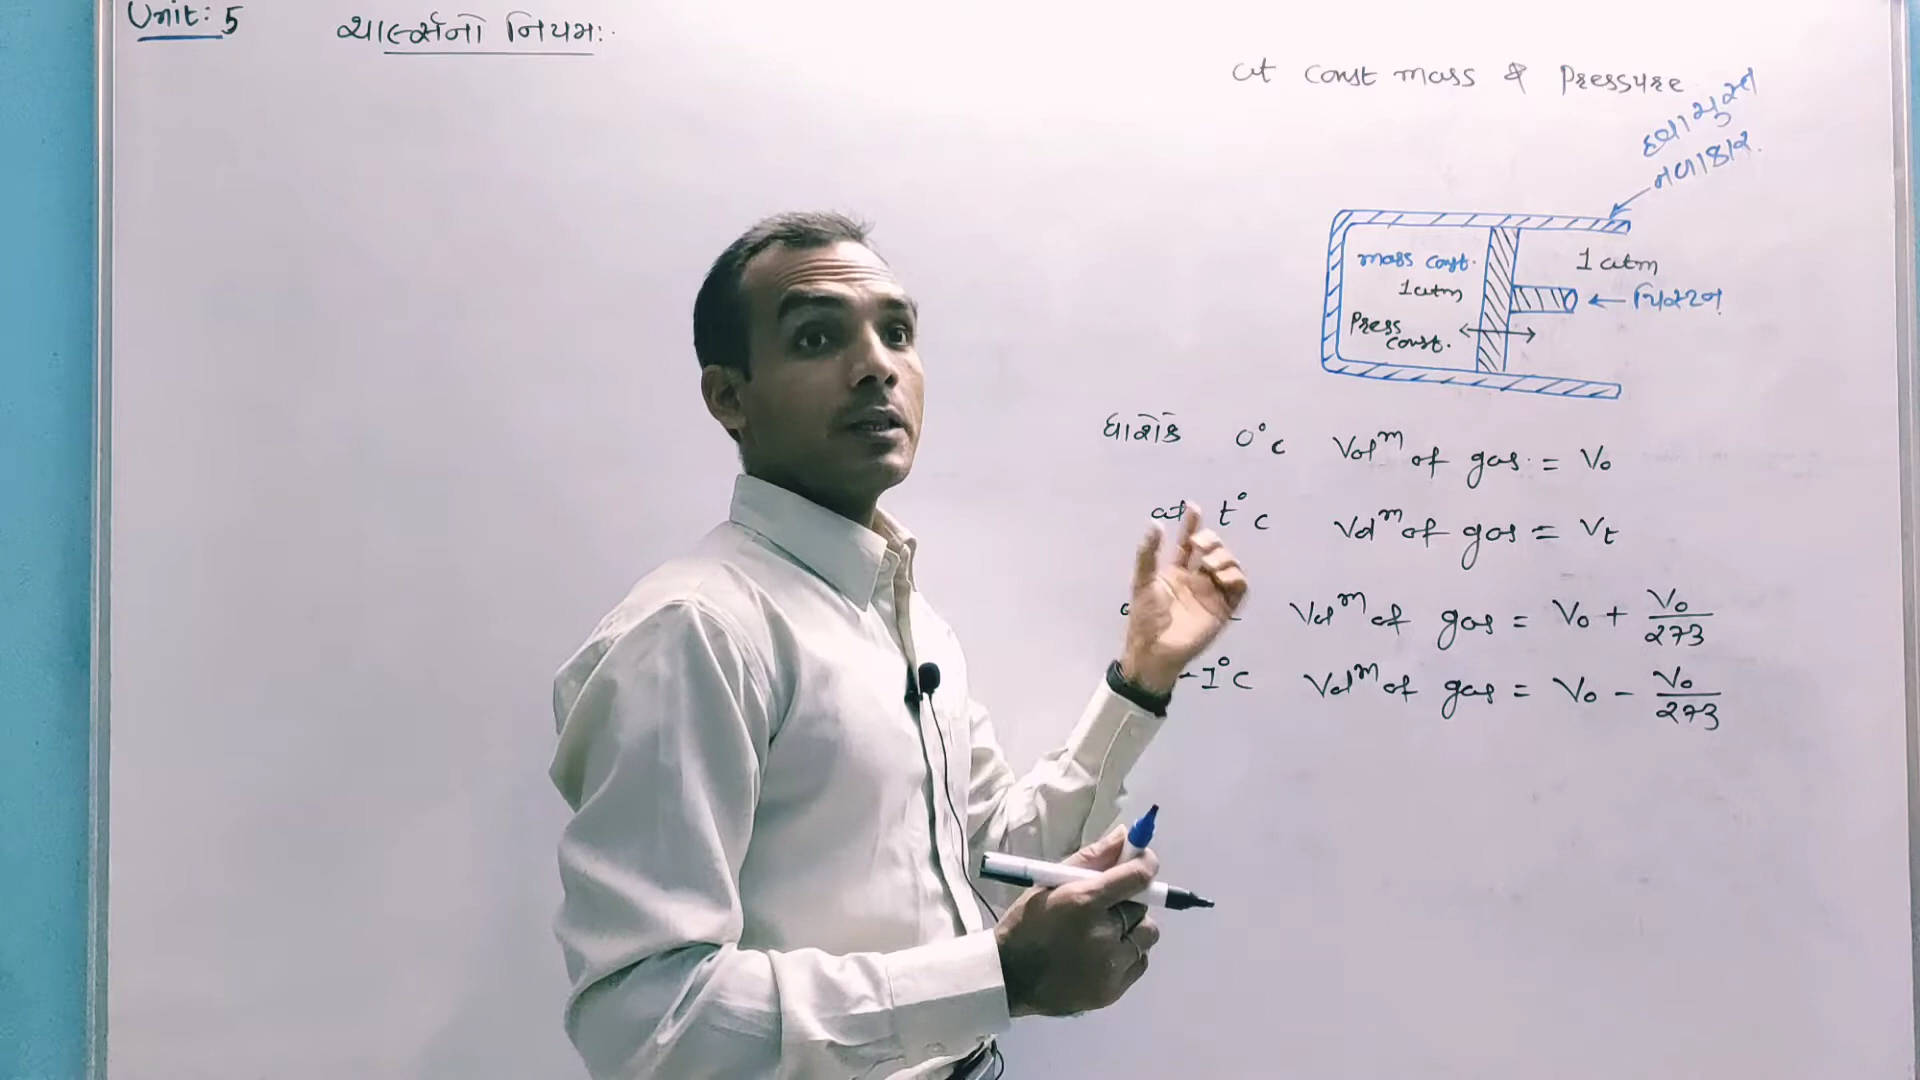 Unit: 5
ચાર્લ્સનો નિયમ:
at const mass & Pressure
હવાચુસ્ત
નળાકાર.
mass const.
1 atm
1 atm
← પિસ્ટન
Press const.
ધારોકે 0°C Vol^m of gas = V₀
at t°C Vol^m of gas = Vₜ
Vol^m of gas = V₀ + V₀/273
-1°C Vol^m of gas = V₀ - V₀/273